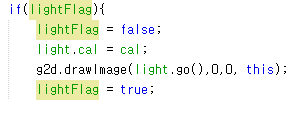 if(lightFlag){
lightFlag = false;
light.cal = cal;
g2d.drawImage(light.go(),0,0, this);
lightFlag = true;